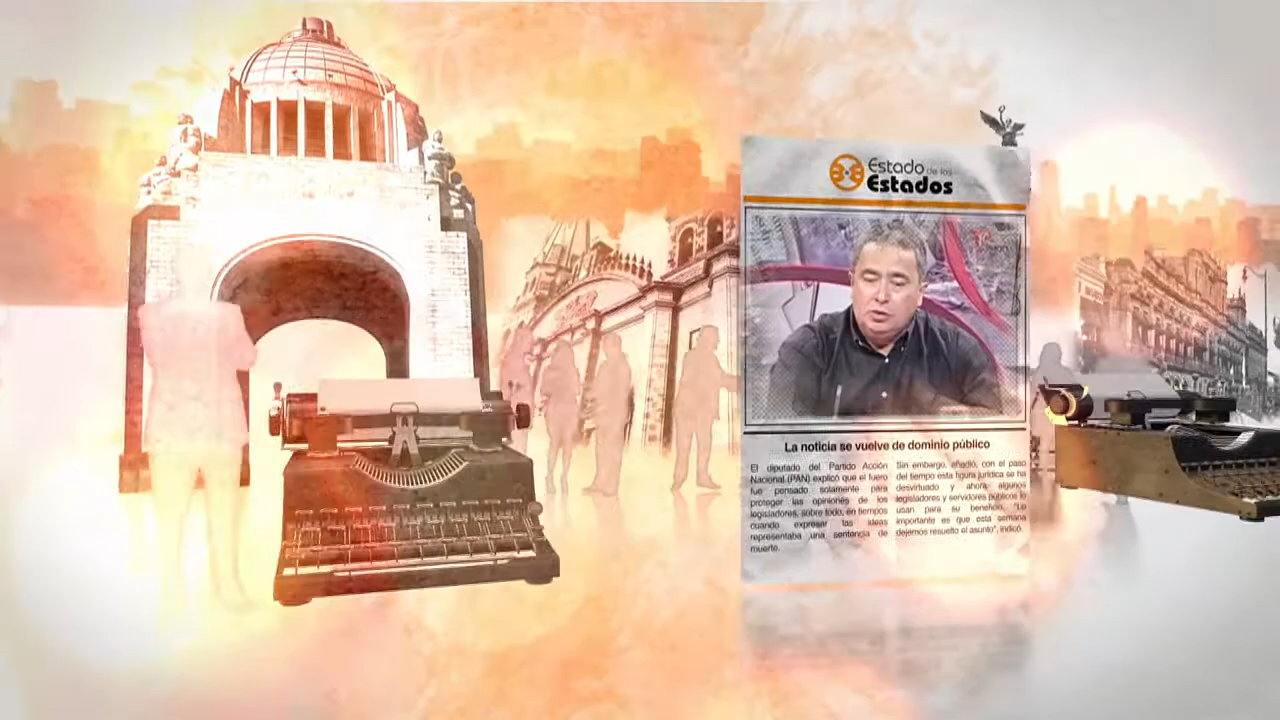 Estado de los
Estados
La noticia se vuelve de dominio público
El diputado del Partido Acción
Nacional (PAN) explicó que el fuero
fue pensado solamente para
proteger las opiniones de los
legisladores, sobre todo, en tiempos
cuando expresar las ideas
representaba una sentencia de
muerte.
Sin embargo, añadió, con el paso
del tiempo esta figura jurídica se ha
desvirtuado y ahora algunos
legisladores y servidores públicos lo
usan para su beneficio. "Lo
importante es que esta semana
dejemos resuelto el asunto", indicó.